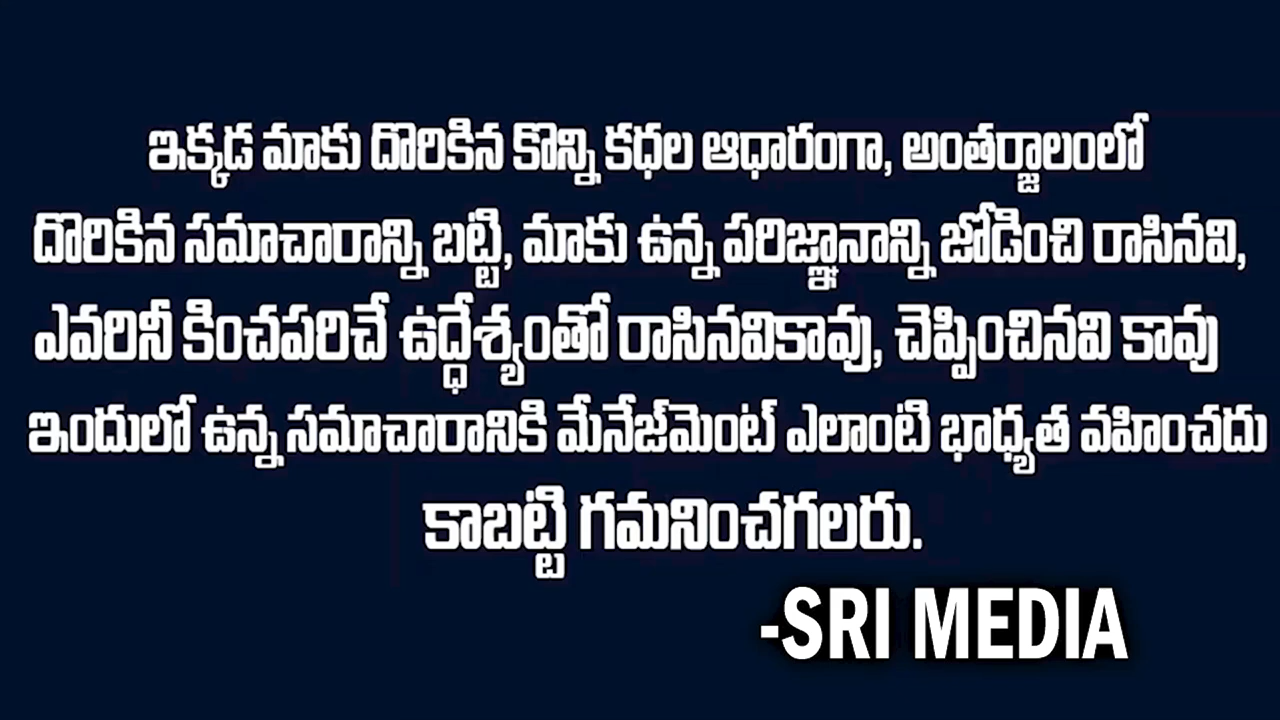 ఇక్కడ మాకు దొరికిన కొన్ని కధల ఆధారంగా, అంతర్జాలంలో
దొరికిన సమాచారాన్ని బట్టి, మాకు ఉన్న పరిజ్ఞానాన్ని జోడించి రాసినవి,
ఎవరినీ కించపరిచే ఉద్ధేశ్యంతో రాసినవికావు, చెప్పించినవి కావు
ఇందులో ఉన్న సమాచారానికి మేనేజ్‌మెంట్ ఎలాంటి భాధ్యత వహించదు
కాబట్టి గమనించగలరు.
-SRI MEDIA